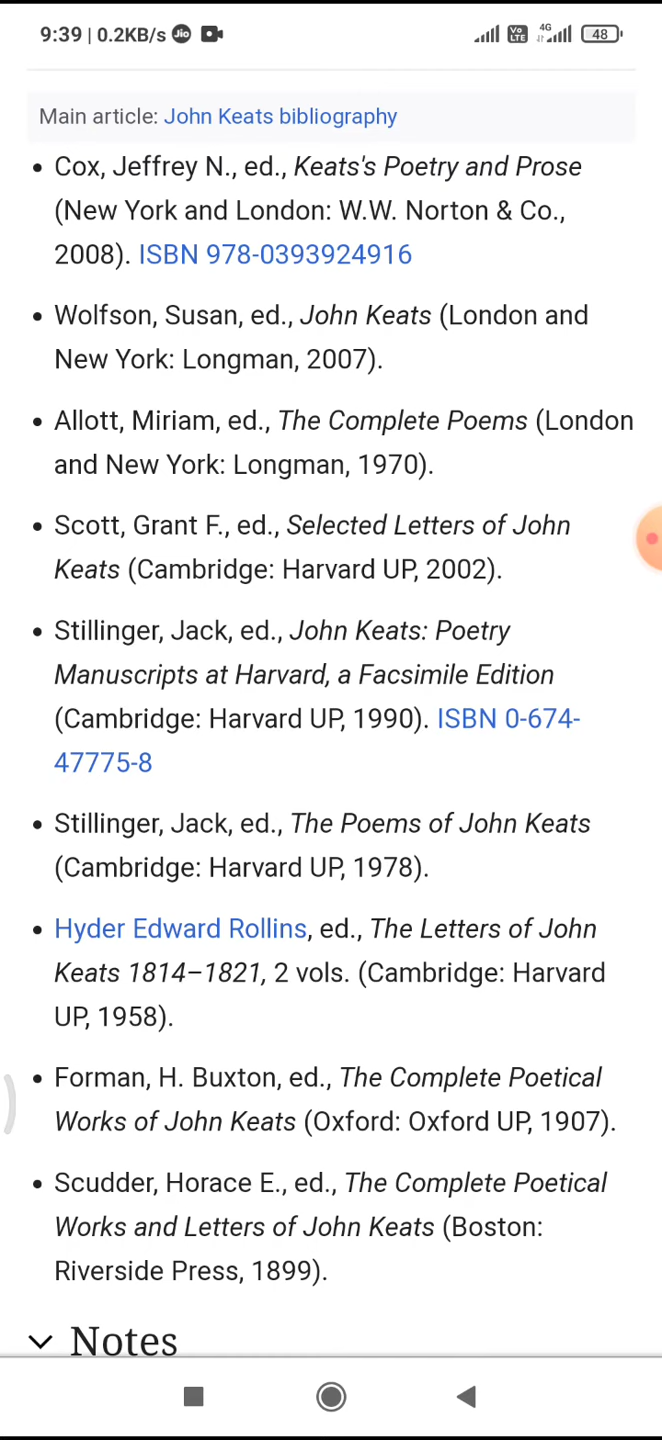 9:39 | 0.2KB/s Jio
Vo LTE 4G 48
Main article: John Keats bibliography
• Cox, Jeffrey N., ed., Keats's Poetry and Prose
(New York and London: W.W. Norton & Co.,
2008). ISBN 978-0393924916
• Wolfson, Susan, ed., John Keats (London and
New York: Longman, 2007).
• Allott, Miriam, ed., The Complete Poems (London
and New York: Longman, 1970).
• Scott, Grant F., ed., Selected Letters of John
Keats (Cambridge: Harvard UP, 2002).
• Stillinger, Jack, ed., John Keats: Poetry
Manuscripts at Harvard, a Facsimile Edition
(Cambridge: Harvard UP, 1990). ISBN 0-674-
47775-8
• Stillinger, Jack, ed., The Poems of John Keats
(Cambridge: Harvard UP, 1978).
• Hyder Edward Rollins, ed., The Letters of John
Keats 1814–1821, 2 vols. (Cambridge: Harvard
UP, 1958).
• Forman, H. Buxton, ed., The Complete Poetical
Works of John Keats (Oxford: Oxford UP, 1907).
• Scudder, Horace E., ed., The Complete Poetical
Works and Letters of John Keats (Boston:
Riverside Press, 1899).
Notes